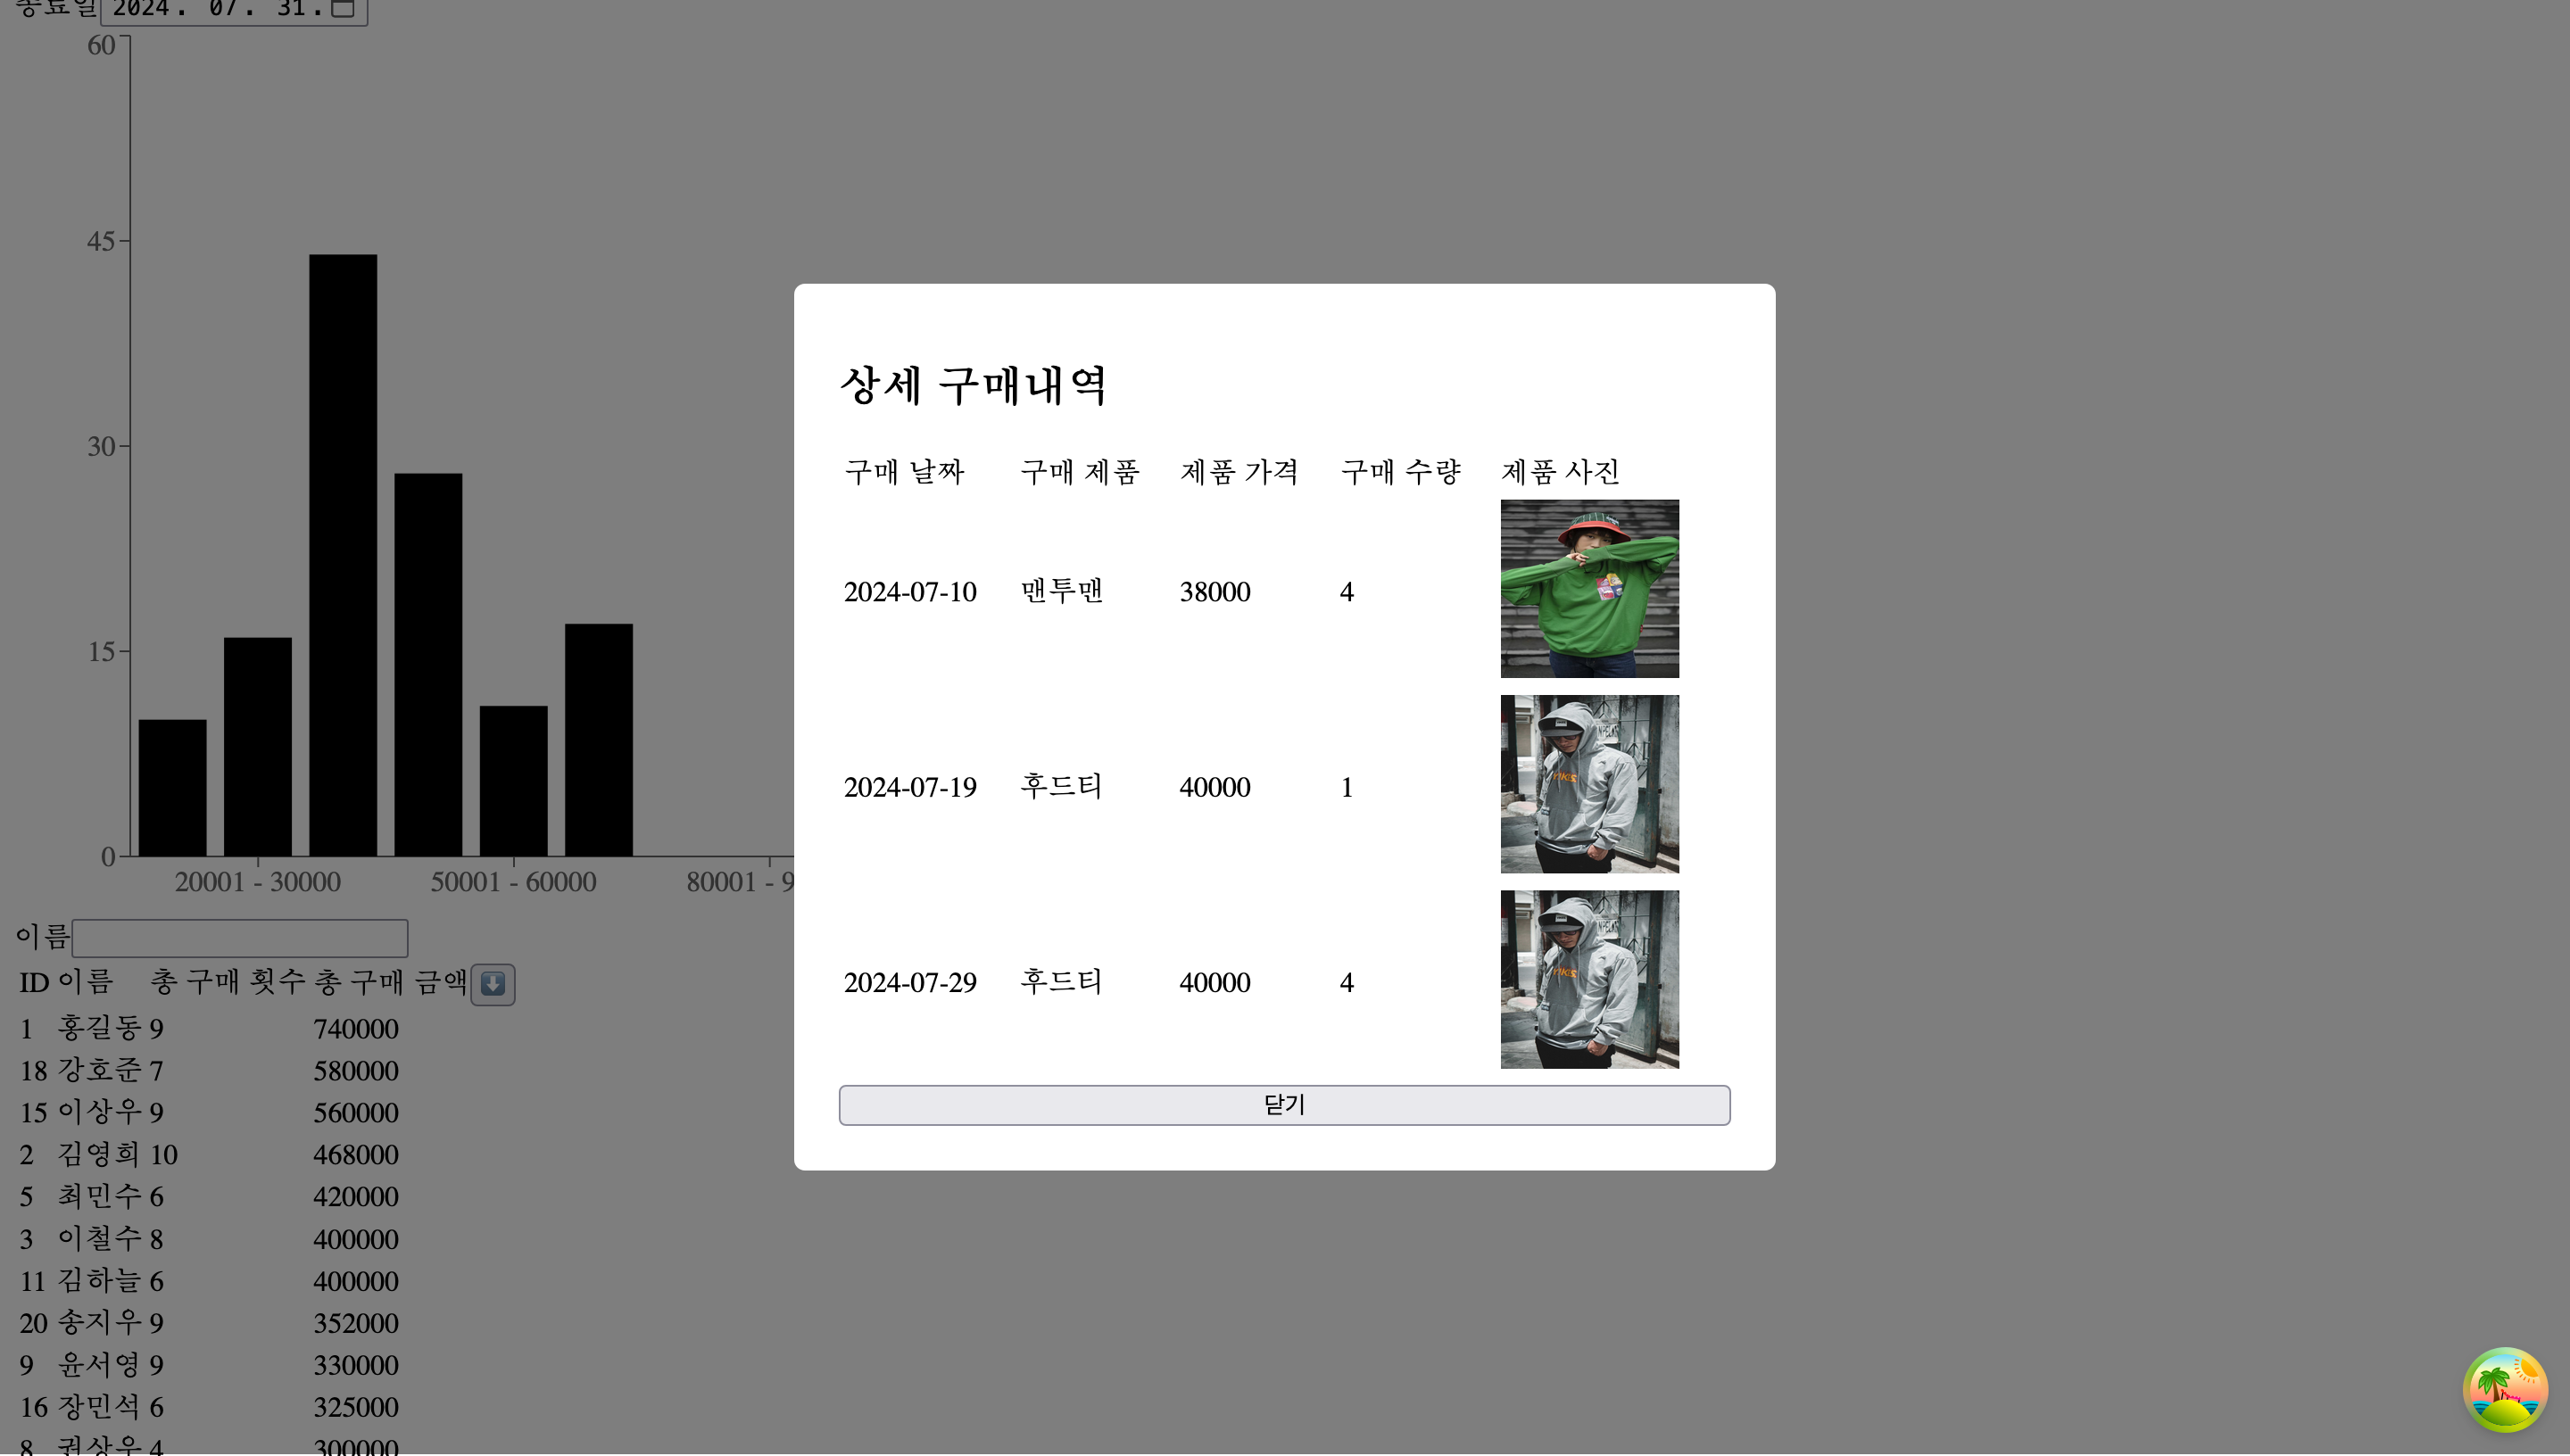 종료일 2024. 07. 31.
60
45
30
15
0
20001 - 30000 50001 - 60000 80001 - 9
이름
ID 이름 총 구매 횟수 총 구매 금액
1 홍길동 9 740000
18 강호준 7 580000
15 이상우 9 560000
2 김영희 10 468000
5 최민수 6 420000
3 이철수 8 400000
11 김하늘 6 400000
20 송지우 9 352000
9 윤서영 9 330000
16 장민석 6 325000
8 권상우 4 300000
상세 구매내역
구매 날짜 구매 제품 제품 가격 구매 수량 제품 사진
2024-07-10 맨투맨 38000 4
2024-07-19 후드티 40000 1
2024-07-29 후드티 40000 4
닫기